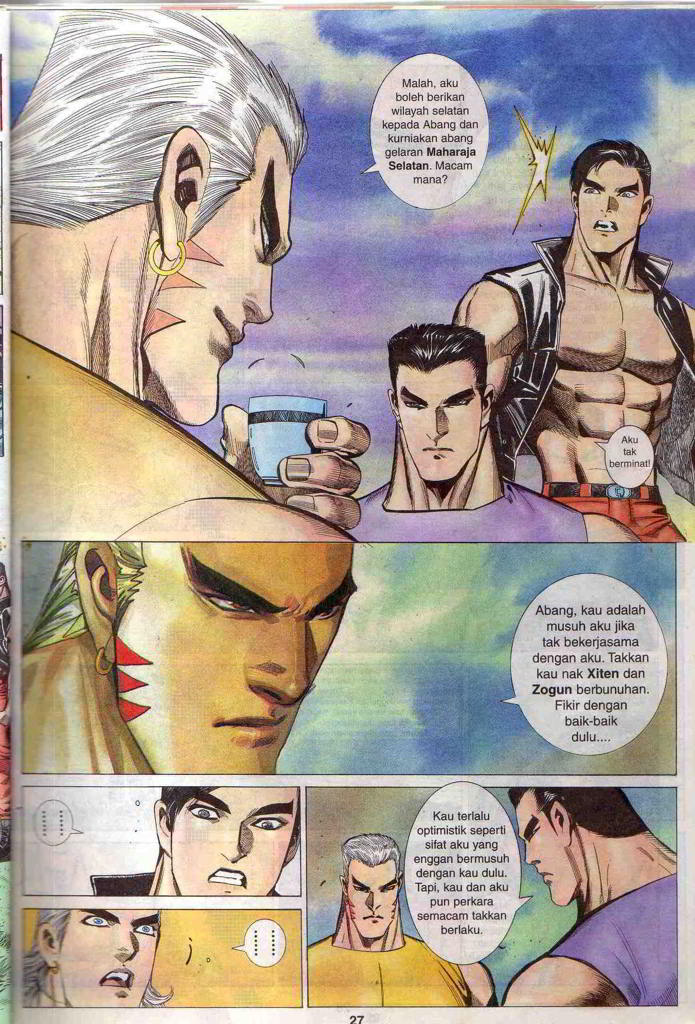 Malah, aku
boleh berikan
wilayah selatan
kepada Abang dan
kurniakan abang
gelaran Maharaja
Selatan. Macam
mana?
Aku
tak
berminat!
Abang, kau adalah
musuh aku jika
tak bekerjasama
dengan aku. Takkan
kau nak Xiten dan
Zogun berbunuhan.
Fikir dengan
baik-baik
dulu....
Kau terlalu
optimistik seperti
sifat aku yang
enggan bermusuh
dengan kau dulu.
Tapi, kau dan aku
pun perkara
semacam takkan
berlaku.
27